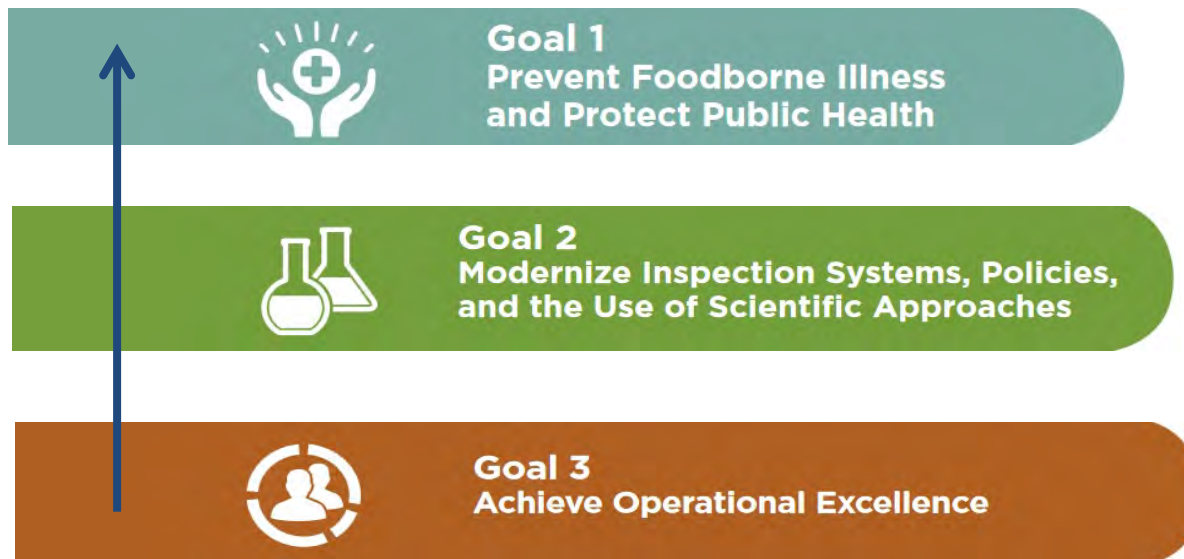 Goal 1
Prevent Foodborne Illness
and Protect Public Health
Goal 2
Modernize Inspection Systems, Policies,
and the Use of Scientific Approaches
Goal 3
Achieve Operational Excellence